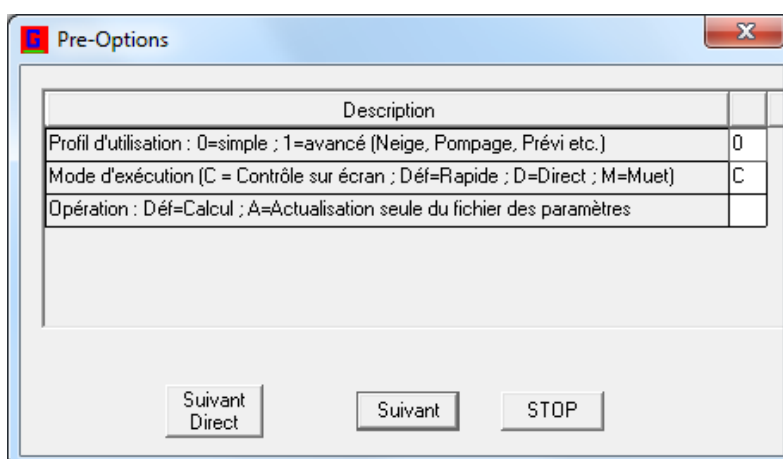 G Pre-Options
Description
Profil d'utilisation : 0=simple ; 1=avancé (Neige, Pompage, Prévi etc.) 0
Mode d'exécution (C = Contrôle sur écran ; Déf=Rapide ; D=Direct ; M=Muet) C
Opération : Déf=Calcul ; A=Actualisation seule du fichier des paramètres
Suivant
Direct
Suivant
STOP